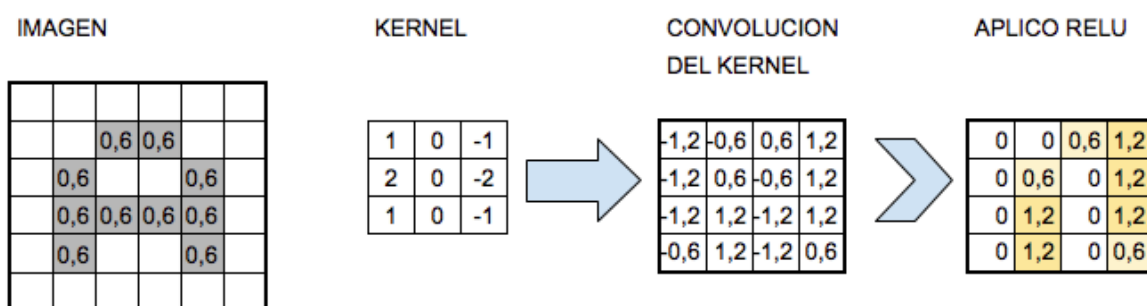 IMAGEN
KERNEL
CONVOLUCION
DEL KERNEL
APLICO RELU
0,6 0,6
0,6 0,6
0,6 0,6 0,6 0,6
0,6 0,6
1 0 -1
2 0 -2
1 0 -1
-1,2 -0,6 0,6 1,2
-1,2 0,6 -0,6 1,2
-1,2 1,2 -1,2 1,2
-0,6 1,2 -1,2 0,6
0 0 0,6 1,2
0 0,6 0 1,2
0 1,2 0 1,2
0 1,2 0 0,6